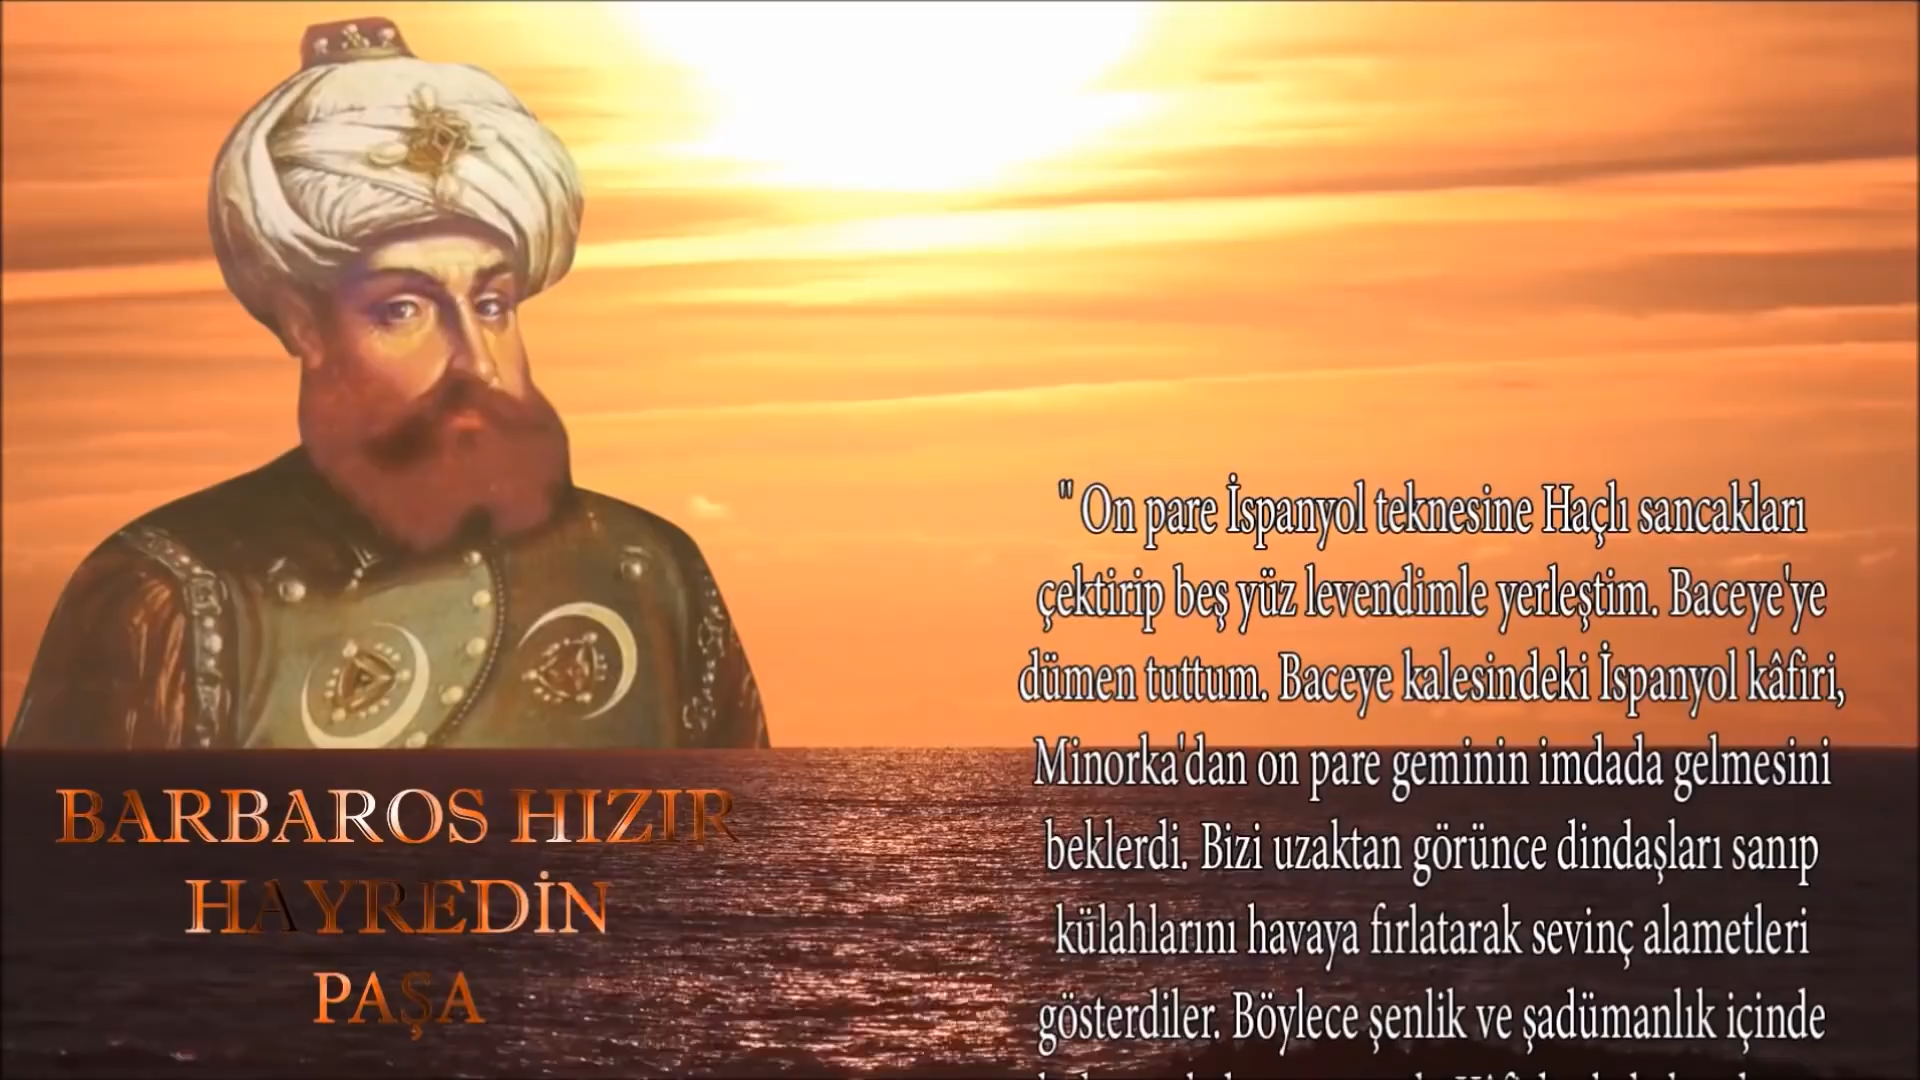 BARBAROS HIZIR
HAYREDİN
PAŞA
" On pare İspanyol teknesine Haçlı sancakları
çektirip beş yüz levendimle yerleştim. Baceye'ye
dümen tuttum. Baceye kalesindeki İspanyol kâfiri,
Minorka'dan on pare geminin imdada gelmesini
beklerdi. Bizi uzaktan görünce dindaşları sanıp
külahlarını havaya fırlatarak sevinç alametleri
gösterdiler. Böylece şenlik ve şadümanlık içinde